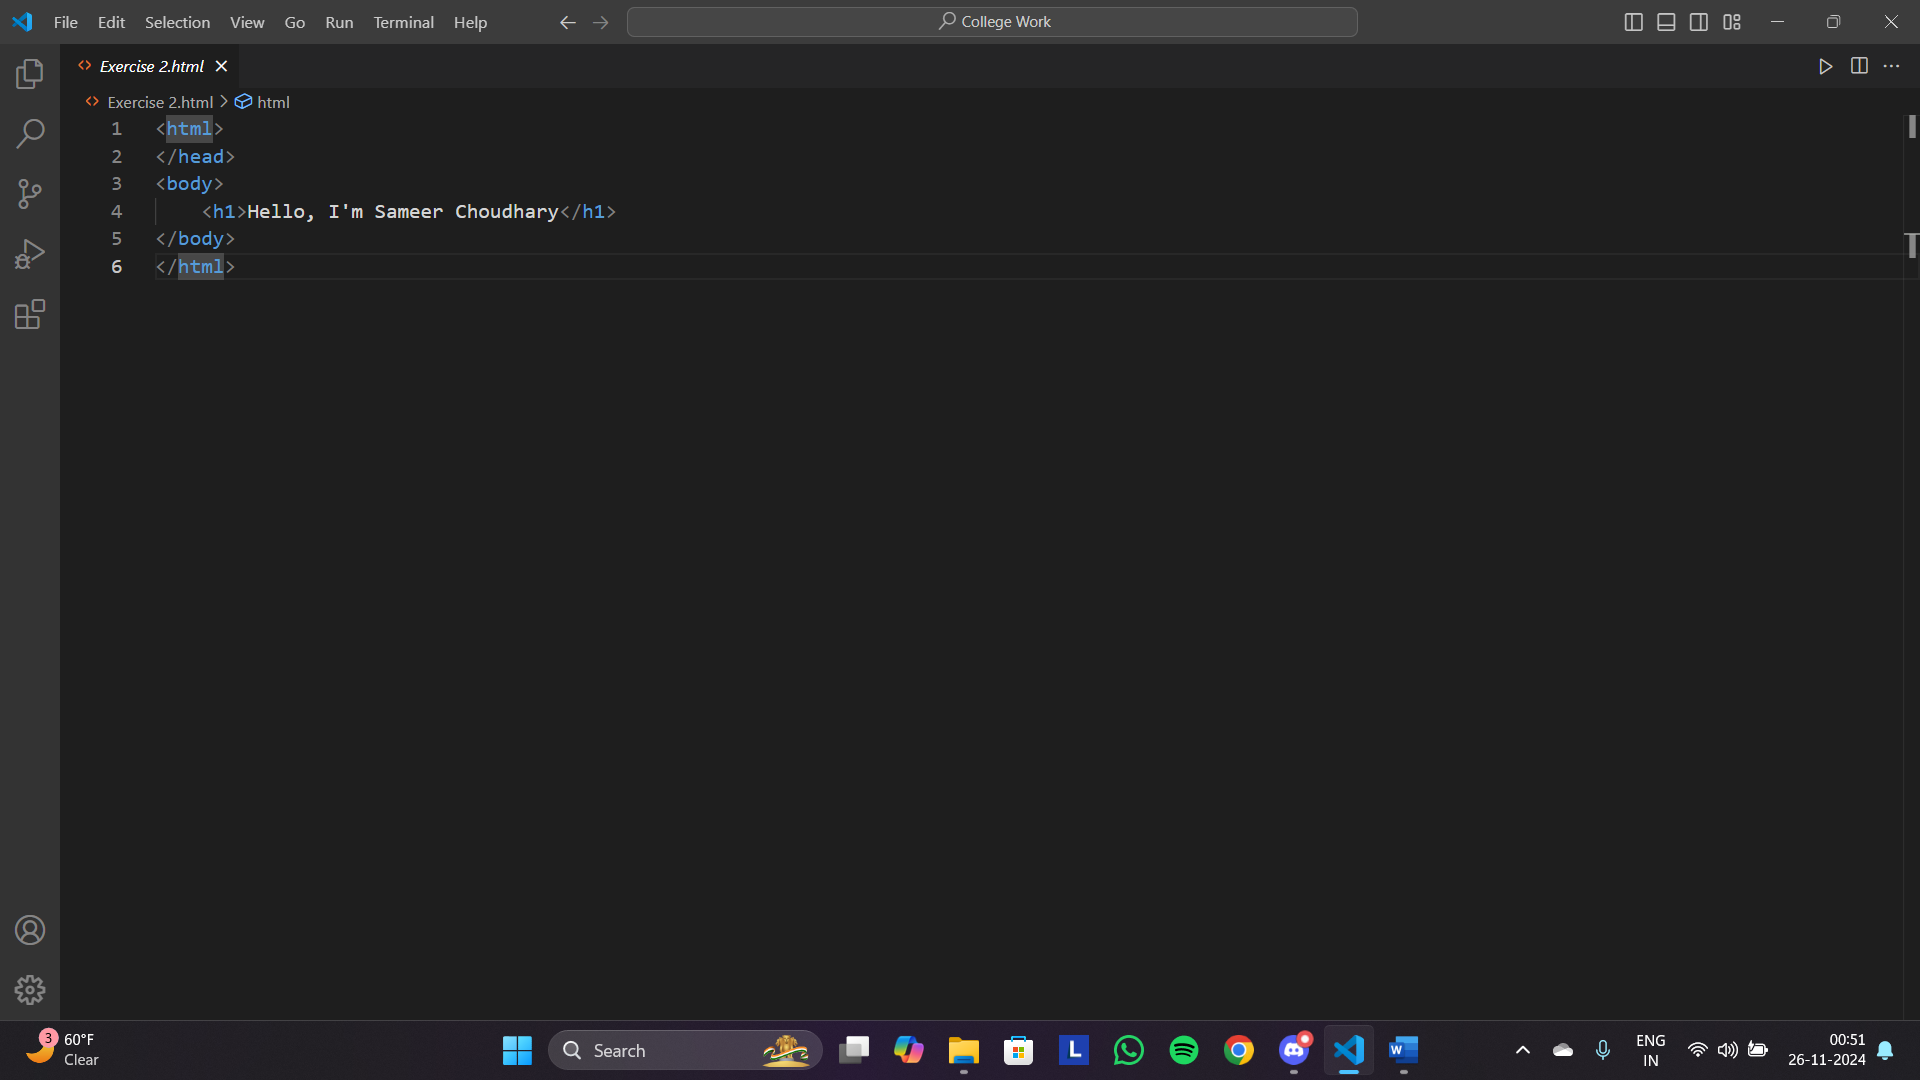 File Edit Selection View Go Run Terminal Help
College Work
Exercise 2.html
Exercise 2.html > html
1 <html>
2 </head>
3 <body>
4 <h1>Hello, I'm Sameer Choudhary</h1>
5 </body>
6 </html>
3
60°F
Clear
Search
L
W
ENG
IN
00:51
26-11-2024